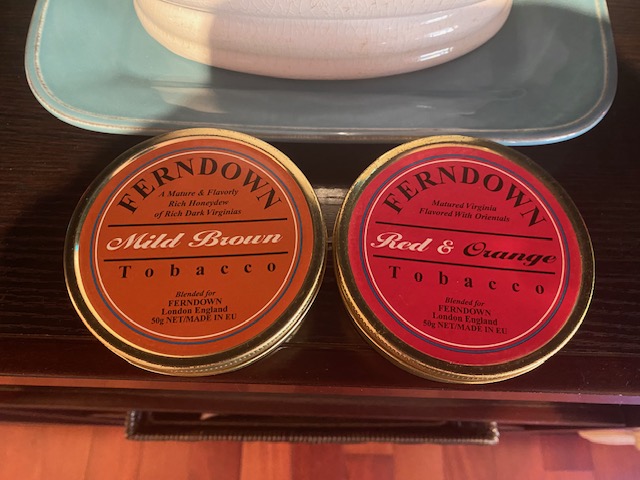 FERNDOWN
A Mature & Flavorly
Rich Honeydew
of Rich Dark Virginias
Mild Brown
Tobacco
Blended for
FERNDOWN
London England
50g NET/MADE IN EU
FERNDOWN
Matured Virginia
Flavored With Orientals
Red & Orange
Tobacco
Blended for
FERNDOWN
London England
50g NET/MADE IN EU